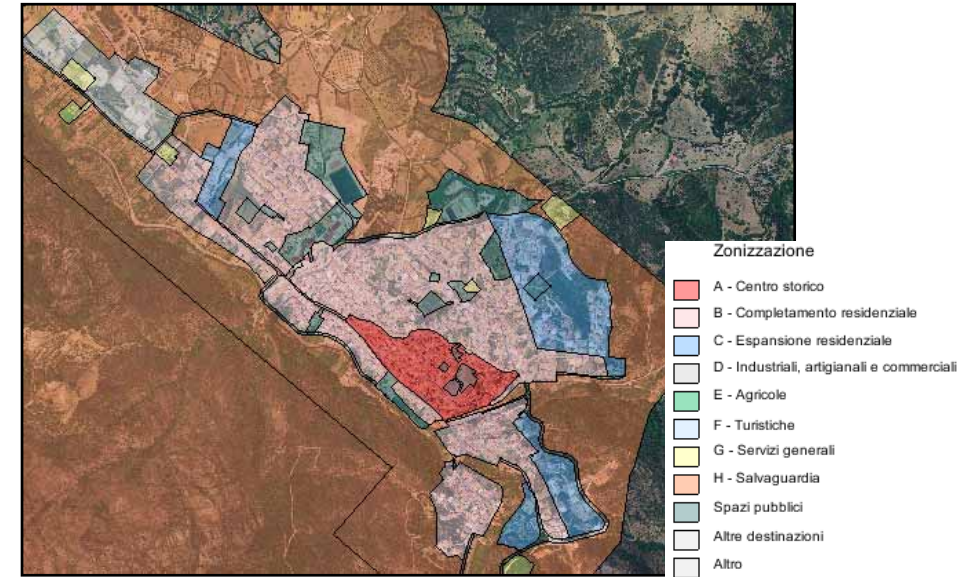 Zonizzazione
A - Centro storico
B - Completamento residenziale
C - Espansione residenziale
D - Industriali, artigianali e commerciali
E - Agricole
F - Turistiche
G - Servizi generali
H - Salvaguardia
Spazi pubblici
Altre destinazioni
Altro